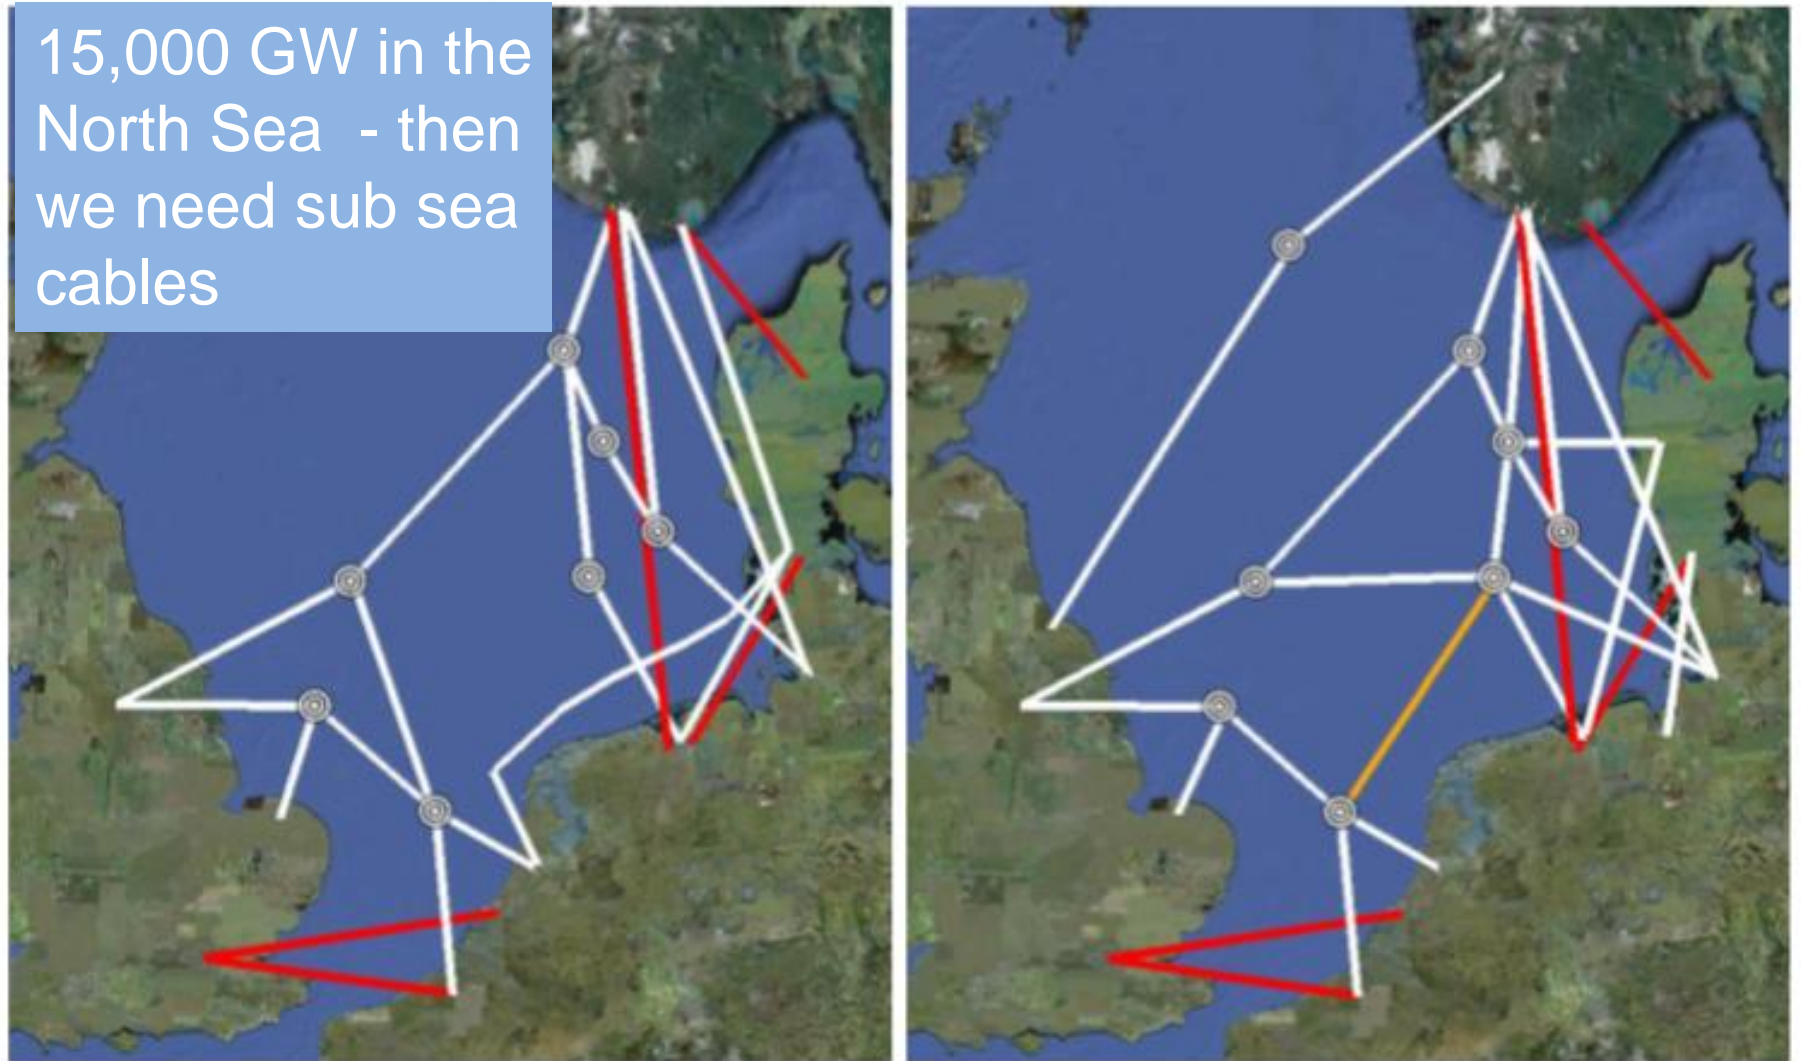 15,000 GW in the
North Sea - then
we need sub sea
cables